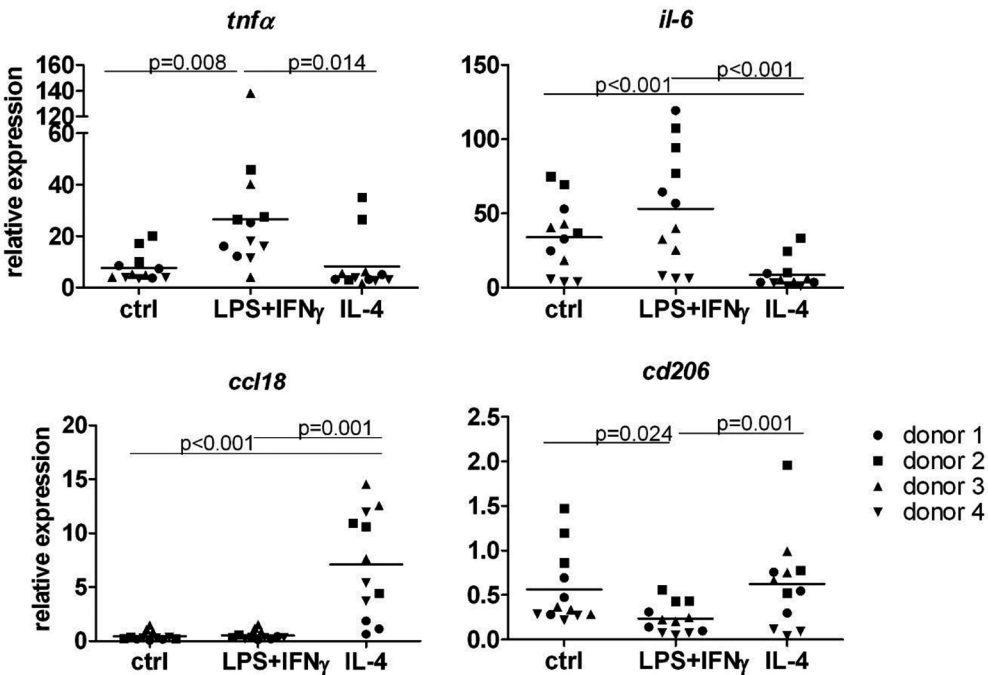 tnfα
relative expression
160
140
120
60
40
20
0
p=0.008
p=0.014
ctrl
LPS+IFNγ
IL-4
il-6
150
100
50
0
p<0.001
p<0.001
ctrl
LPS+IFNγ
IL-4
ccl18
relative expression
20
15
10
5
0
p=0.001
p<0.001
ctrl
LPS+IFNγ
IL-4
cd206
2.5
2.0
1.5
1.0
0.5
0.0
p=0.024
p=0.001
ctrl
LPS+IFNγ
IL-4
donor 1
donor 2
donor 3
donor 4